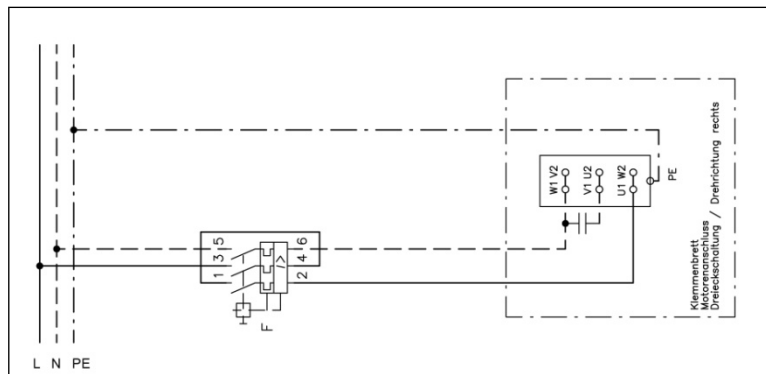 L N PE
1 3 5
I>
2 4 6
F
W1 V2
V1 U2
U1 W2
PE
Klemmenbrett
Motorenanschluss
Dreieckschaltung / Drehrichtung rechts